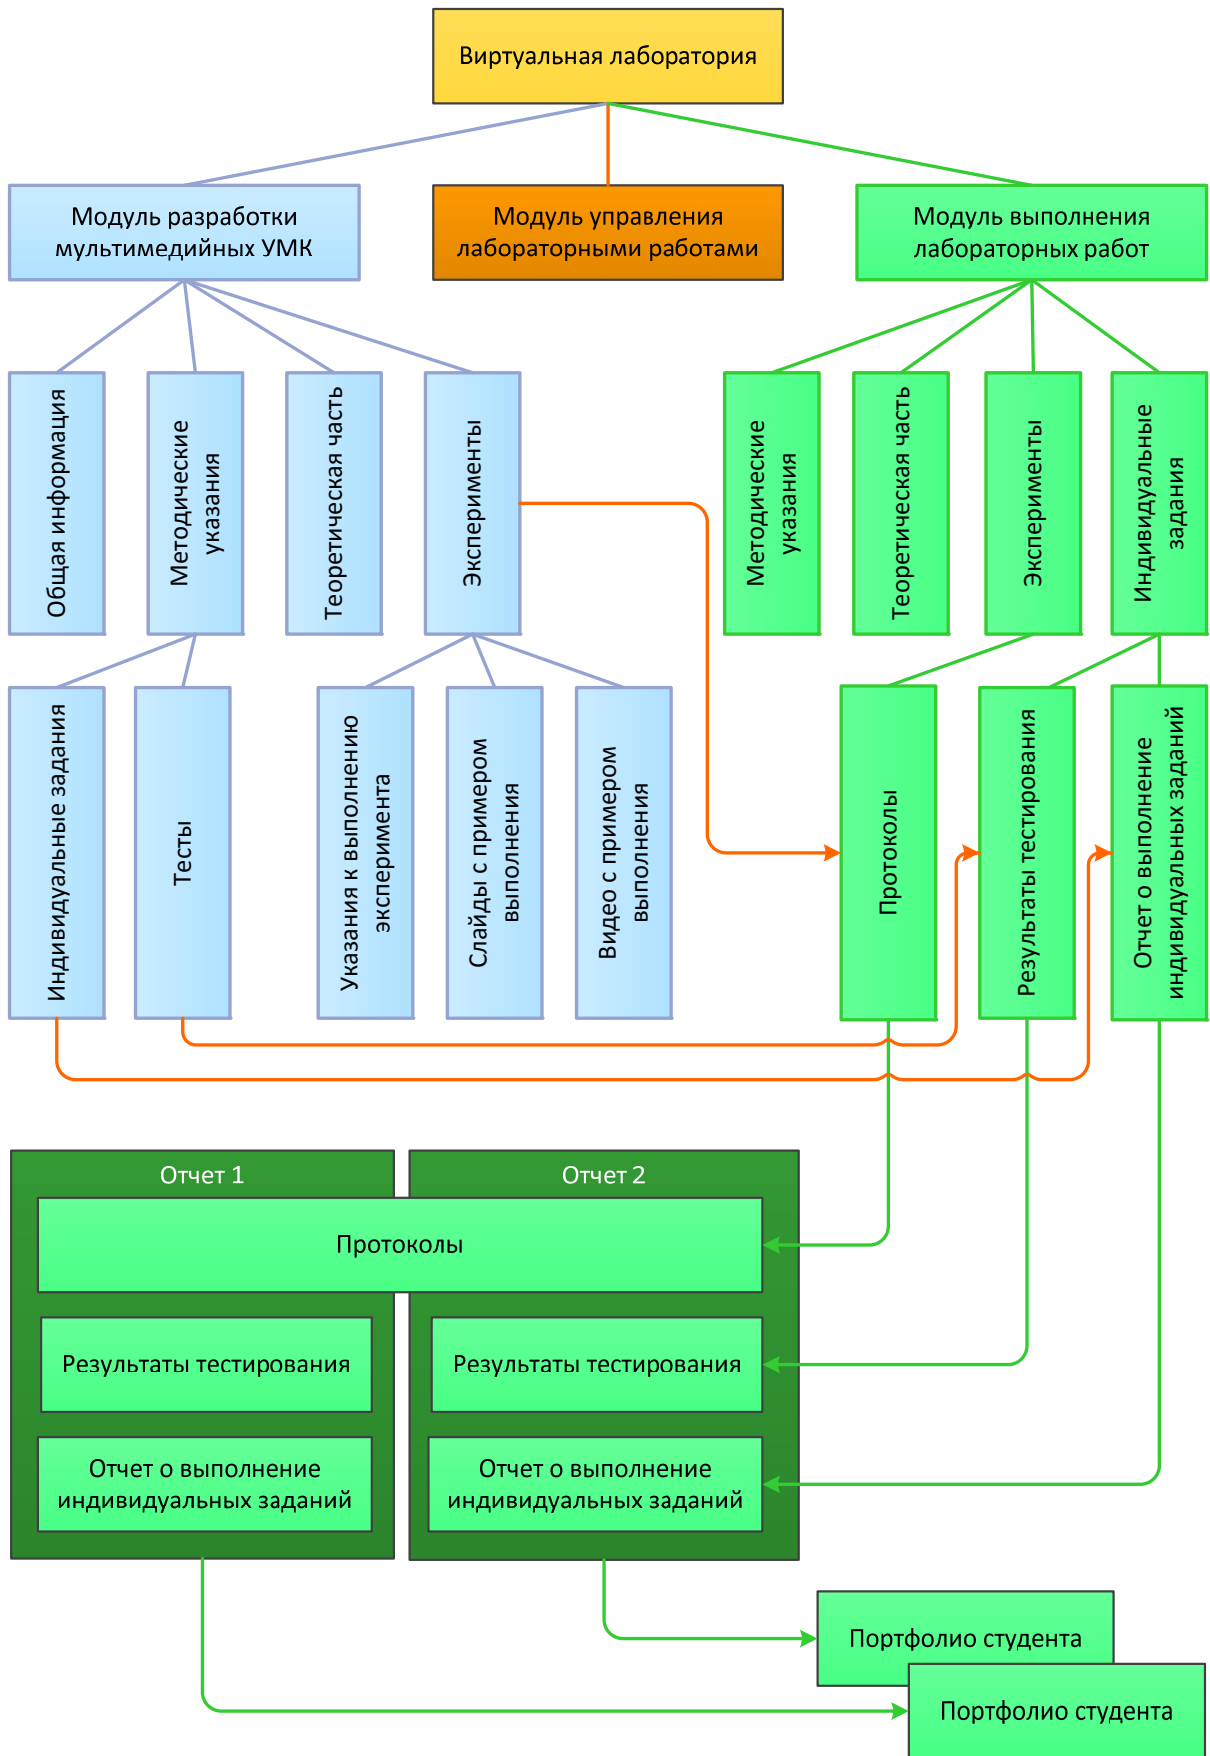 Виртуальная лаборатория
Модуль разработки
мультимедийных УМК
Модуль управления
лабораторными работами
Модуль выполнения
лабораторных работ
Общая информация
Методические
указания
Теоретическая часть
Эксперименты
Методические
указания
Теоретическая часть
Эксперименты
Индивидуальные
задания
Индивидуальные задания
Тесты
Указания к выполнению
эксперимента
Слайды с примером
выполнения
Видео с примером
выполнения
Протоколы
Результаты тестирования
Отчет о выполнение
индивидуальных заданий
Отчет 1
Отчет 2
Протоколы
Результаты тестирования
Результаты тестирования
Отчет о выполнение
индивидуальных заданий
Отчет о выполнение
индивидуальных заданий
Портфолио студента
Портфолио студента